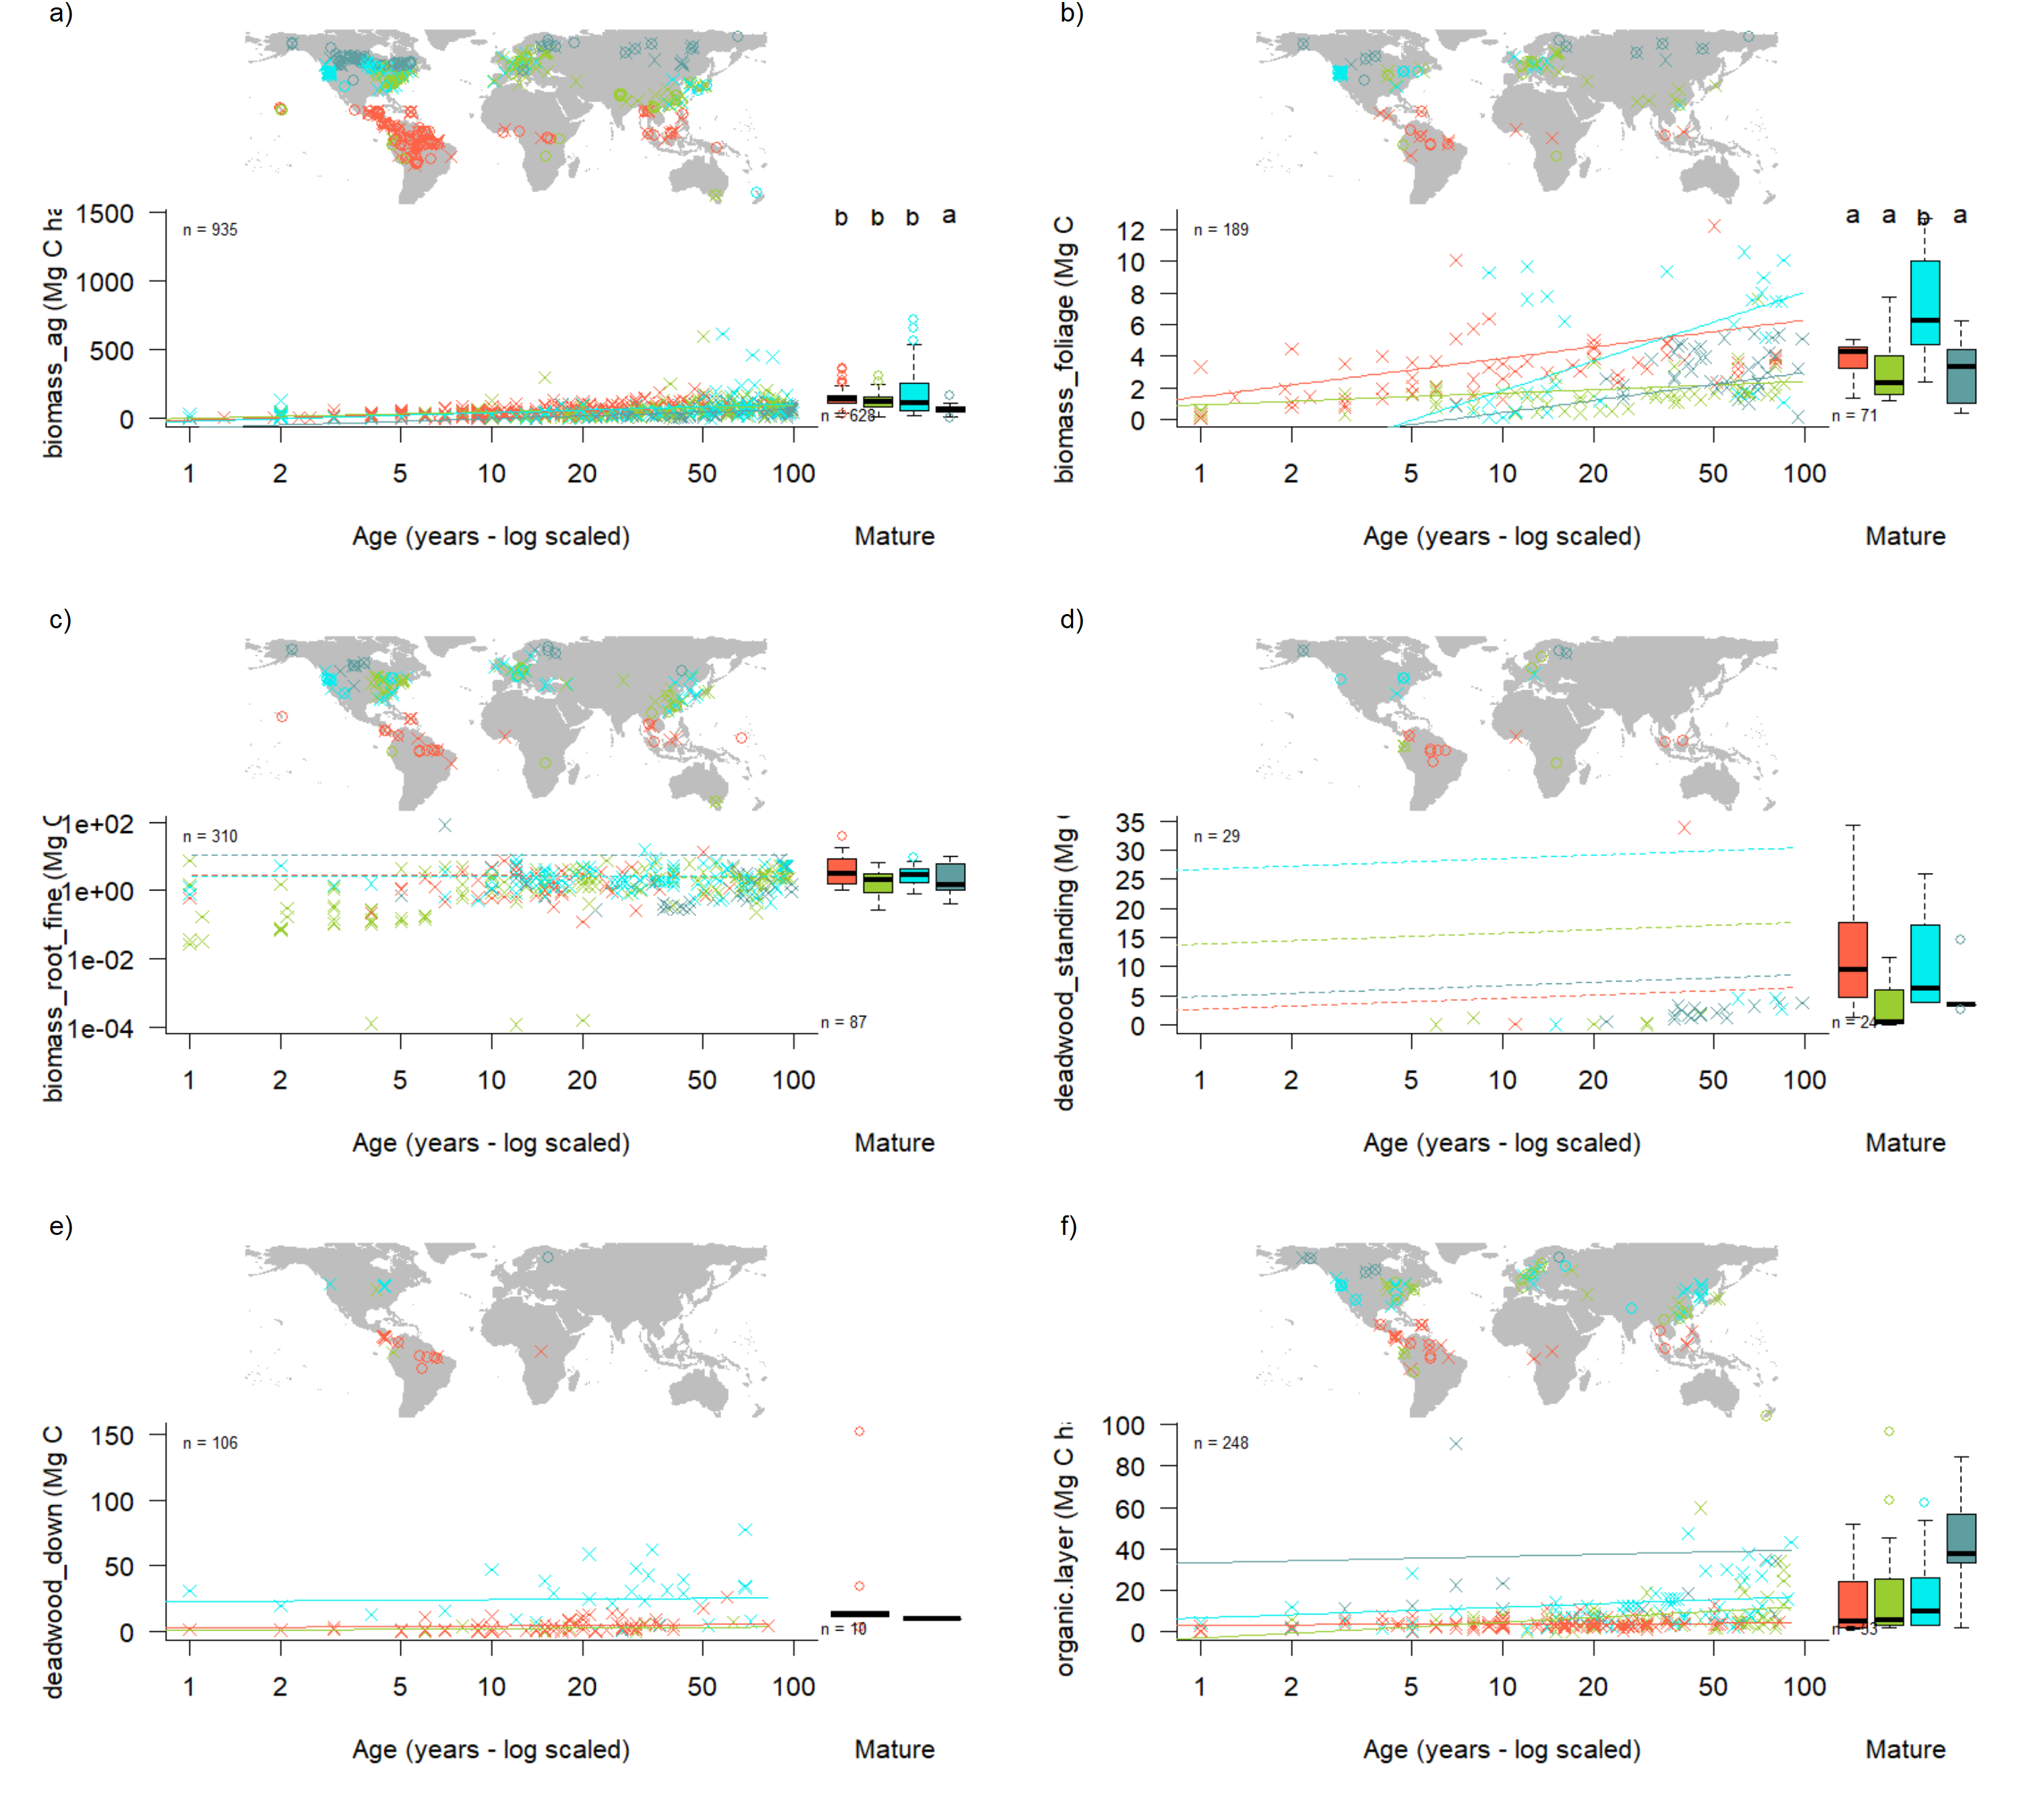 a)
1500
1000
500
0
biomass_ag (Mg C ha
n = 935
b b b a
n = 628
1 2 5 10 20 50 100
Age (years - log scaled)
Mature
b)
12
10
8
6
4
2
0
biomass_foliage (Mg C
n = 189
a a b a
n = 71
1 2 5 10 20 50 100
Age (years - log scaled)
Mature
c)
1e+02
1e+00
1e-02
1e-04
biomass_root_fine (Mg C
n = 310
n = 87
1 2 5 10 20 50 100
Age (years - log scaled)
Mature
d)
35
30
25
20
15
10
5
0
deadwood_standing (Mg
n = 29
n = 24
1 2 5 10 20 50 100
Age (years - log scaled)
Mature
e)
150
100
50
0
deadwood_down (Mg C
n = 106
n = 10
1 2 5 10 20 50 100
Age (years - log scaled)
Mature
f)
100
80
60
40
20
0
organic.layer (Mg C h
n = 248
n = 53
1 2 5 10 20 50 100
Age (years - log scaled)
Mature